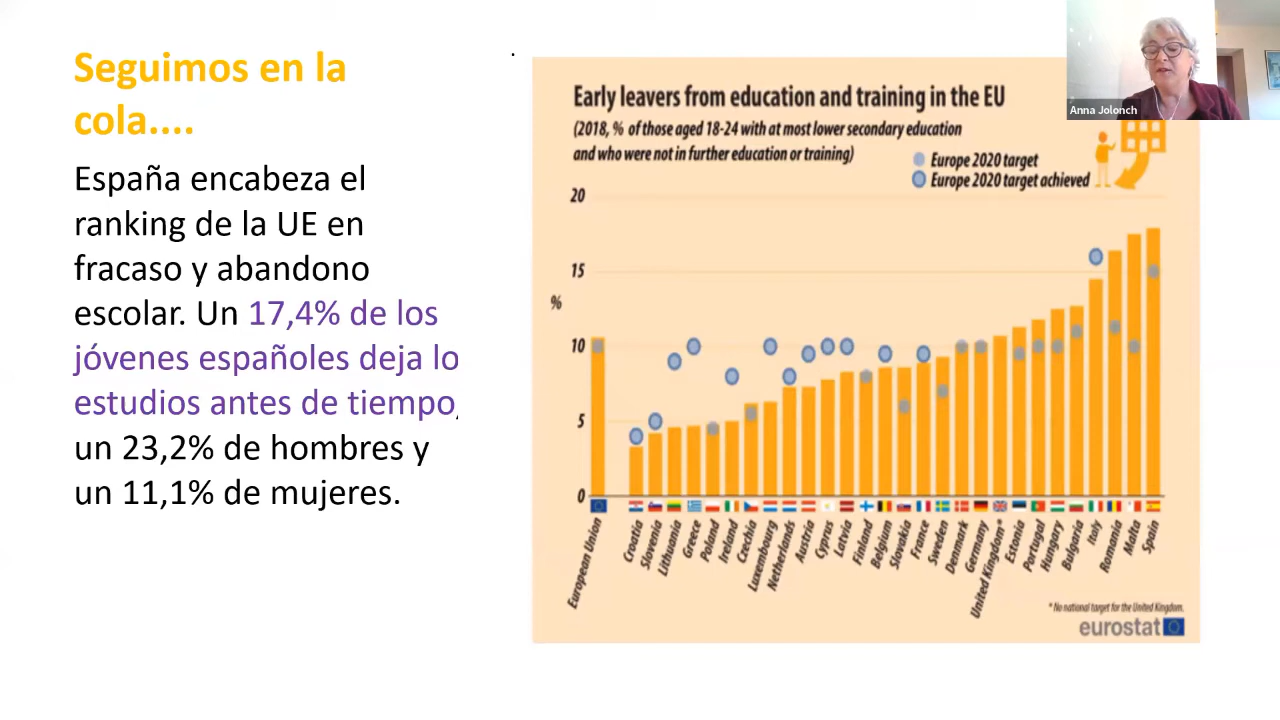 Seguimos en la
cola....
España encabeza el
ranking de la UE en
fracaso y abandono
escolar. Un 17,4% de los
jóvenes españoles deja lo
estudios antes de tiempo,
un 23,2% de hombres y
un 11,1% de mujeres.
.
Early leavers from education and training in the EU
(2018, % of those aged 18-24 with at most lower secondary education
and who were not in further education or training)
Europe 2020 target
Europe 2020 target achieved
20
15
%
10
5
0
European Union
Croatia
Slovenia
Lithuania
Greece
Poland
Ireland
Czechia
Luxembourg
Netherlands
Austria
Cyprus
Latvia
Finland
Belgium
Slovakia
France
Sweden
Denmark
Germany
United Kingdom*
Estonia
Portugal
Hungary
Bulgaria
Italy
Romania
Malta
Spain
* No national target for the United Kingdom.
eurostat
Anna Jolonch